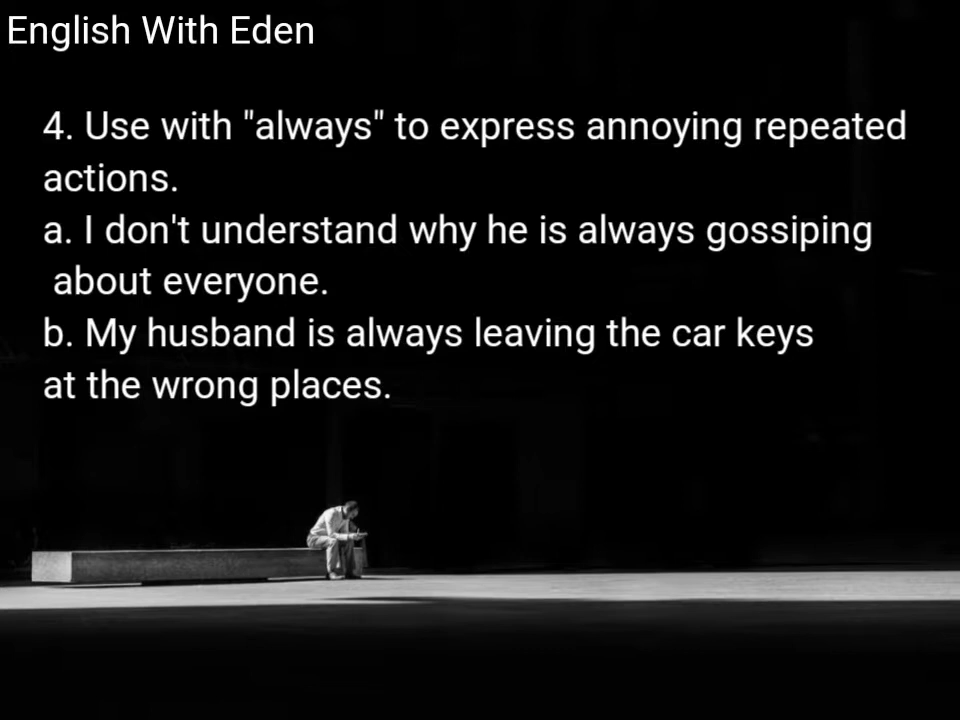 English With Eden
4. Use with "always" to express annoying repeated
actions.
a. I don't understand why he is always gossiping
about everyone.
b. My husband is always leaving the car keys
at the wrong places.